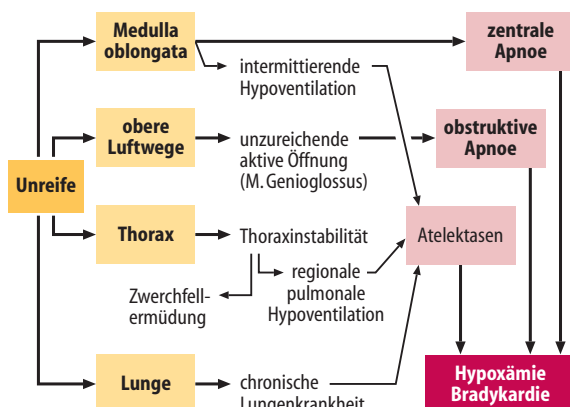 Medulla
oblongata
zentrale
Apnoe
intermittierende
Hypoventilation
obere
Luftwege
unzureichende
aktive Öffnung
(M. Genioglossus)
obstruktive
Apnoe
Unreife
Thorax
Thoraxinstabilität
Atelektasen
Zwerchfell-
ermüdung
regionale
pulmonale
Hypoventilation
Lunge
chronische
Lungenkrankheit
Hypoxämie
Bradykardie